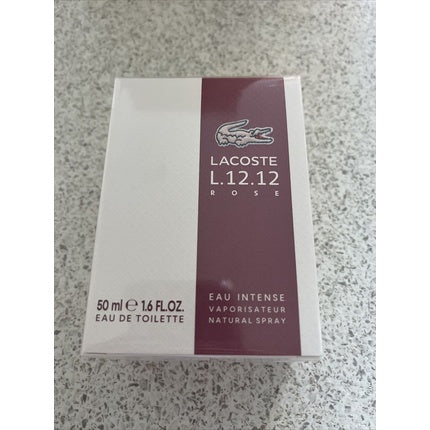 LACOSTE
L.12.12
ROSE
50 ml ℮ 1.6 FL.OZ.
EAU DE TOILETTE
EAU INTENSE
VAPORISATEUR
NATURAL SPRAY